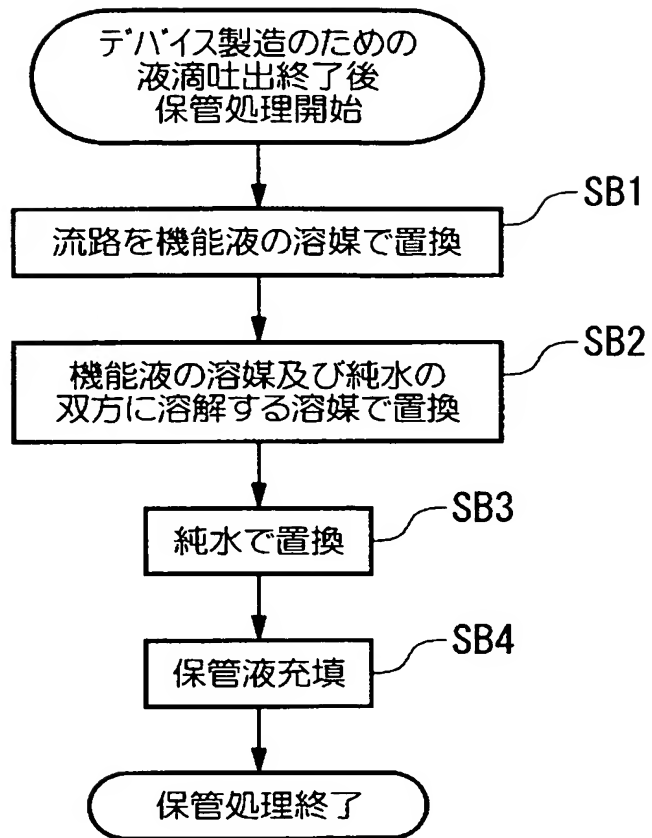 デバイス製造のための
液滴吐出終了後
保管処理開始
SB1
流路を機能液の溶媒で置換
SB2
機能液の溶媒及び純水の
双方に溶解する溶媒で置換
SB3
純水で置換
SB4
保管液充填
保管処理終了